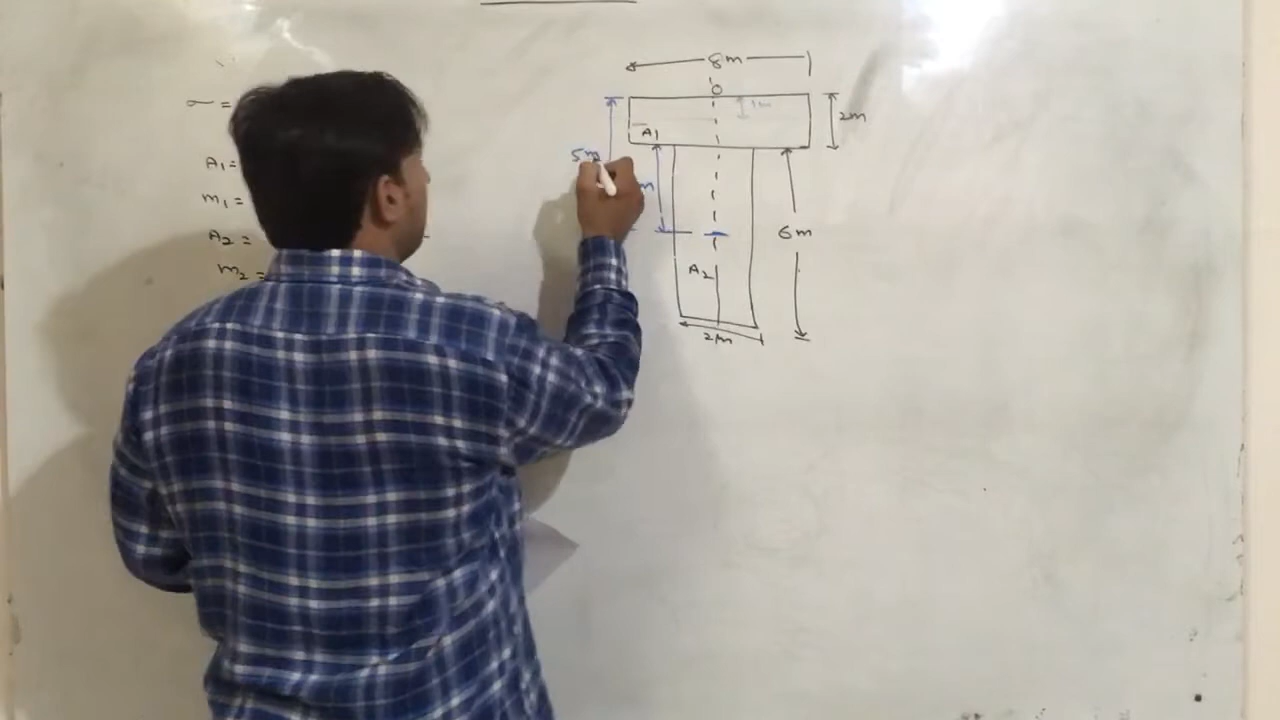 σ =
A₁ =
m₁ =
A₂ =
m₂ =
8m
O
1m
2m
A₁
5m
m
6m
A₂
2m